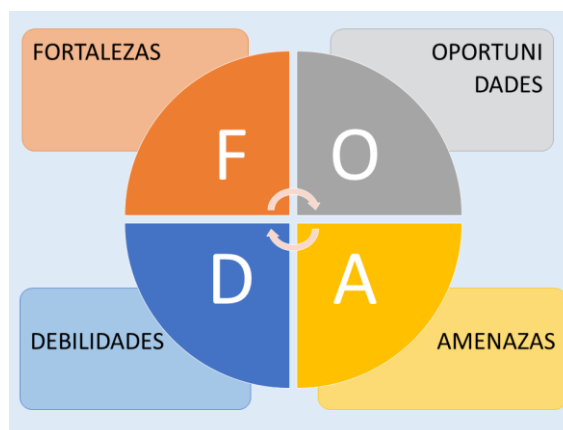 FORTALEZAS
OPORTUNI
DADES
F
O
D
A
DEBILIDADES
AMENAZAS